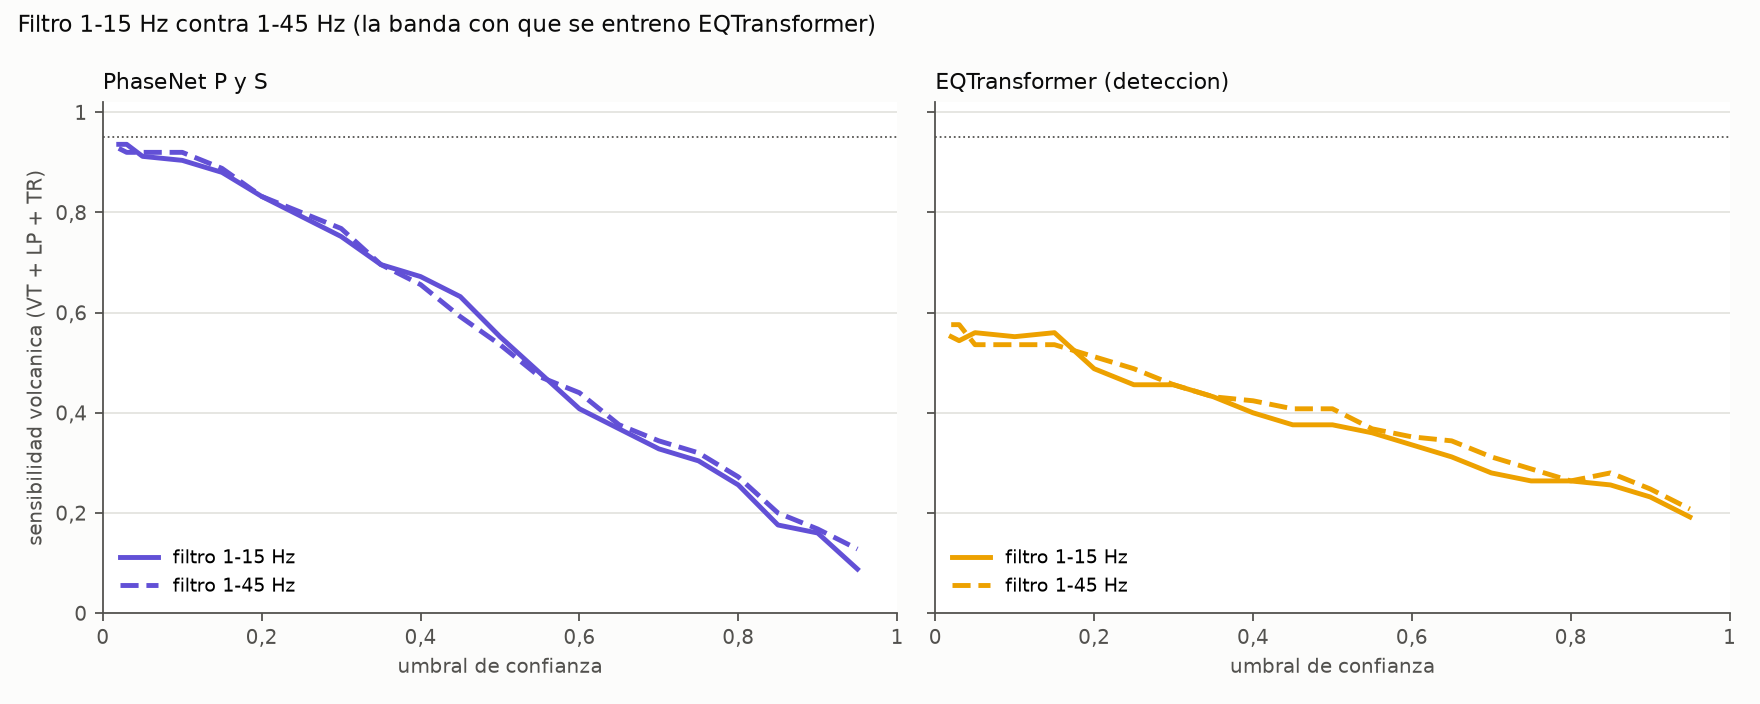 Filtro 1-15 Hz contra 1-45 Hz (la banda con que se entreno EQTransformer)
PhaseNet P y S
EQTransformer (deteccion)
sensibilidad volcanica (VT + LP + TR)
1
0,8
0,6
0,4
0,2
0
filtro 1-15 Hz
filtro 1-45 Hz
filtro 1-15 Hz
filtro 1-45 Hz
0 0,2 0,4 0,6 0,8 1
0 0,2 0,4 0,6 0,8 1
umbral de confianza
umbral de confianza